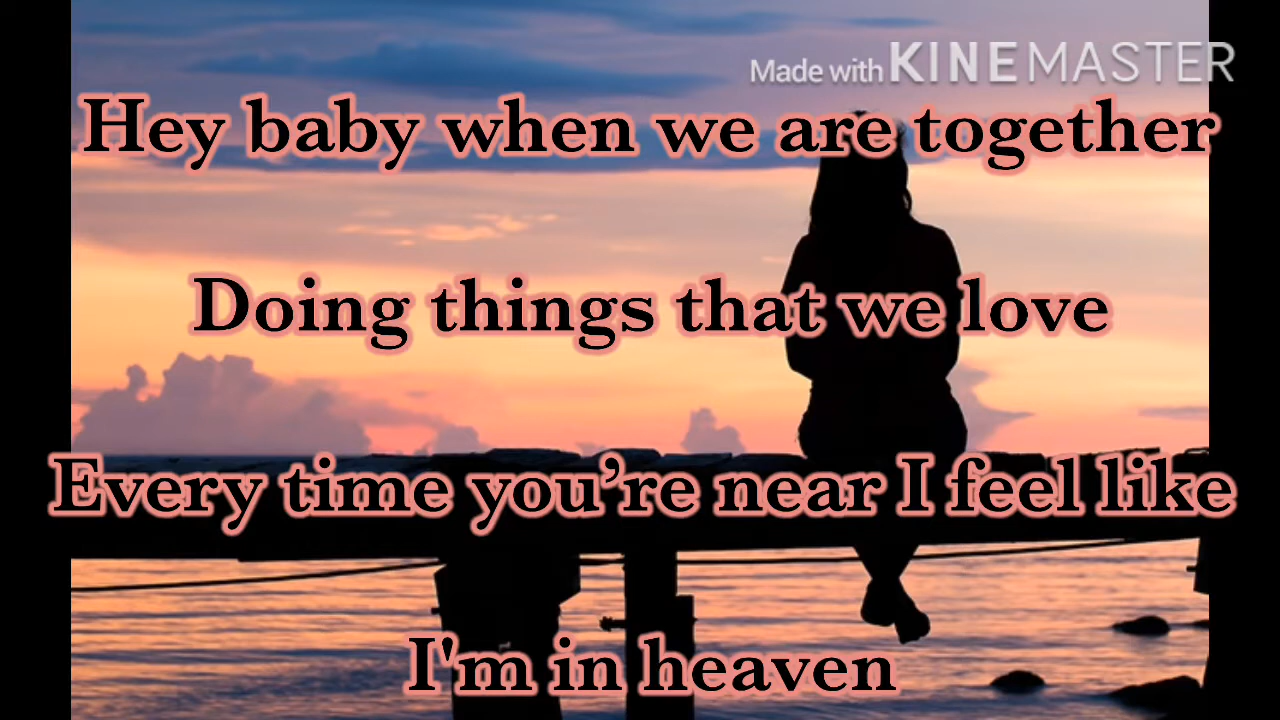 Made with KINEMASTER
Hey baby when we are together
Doing things that we love
Every time you’re near I feel like
I'm in heaven